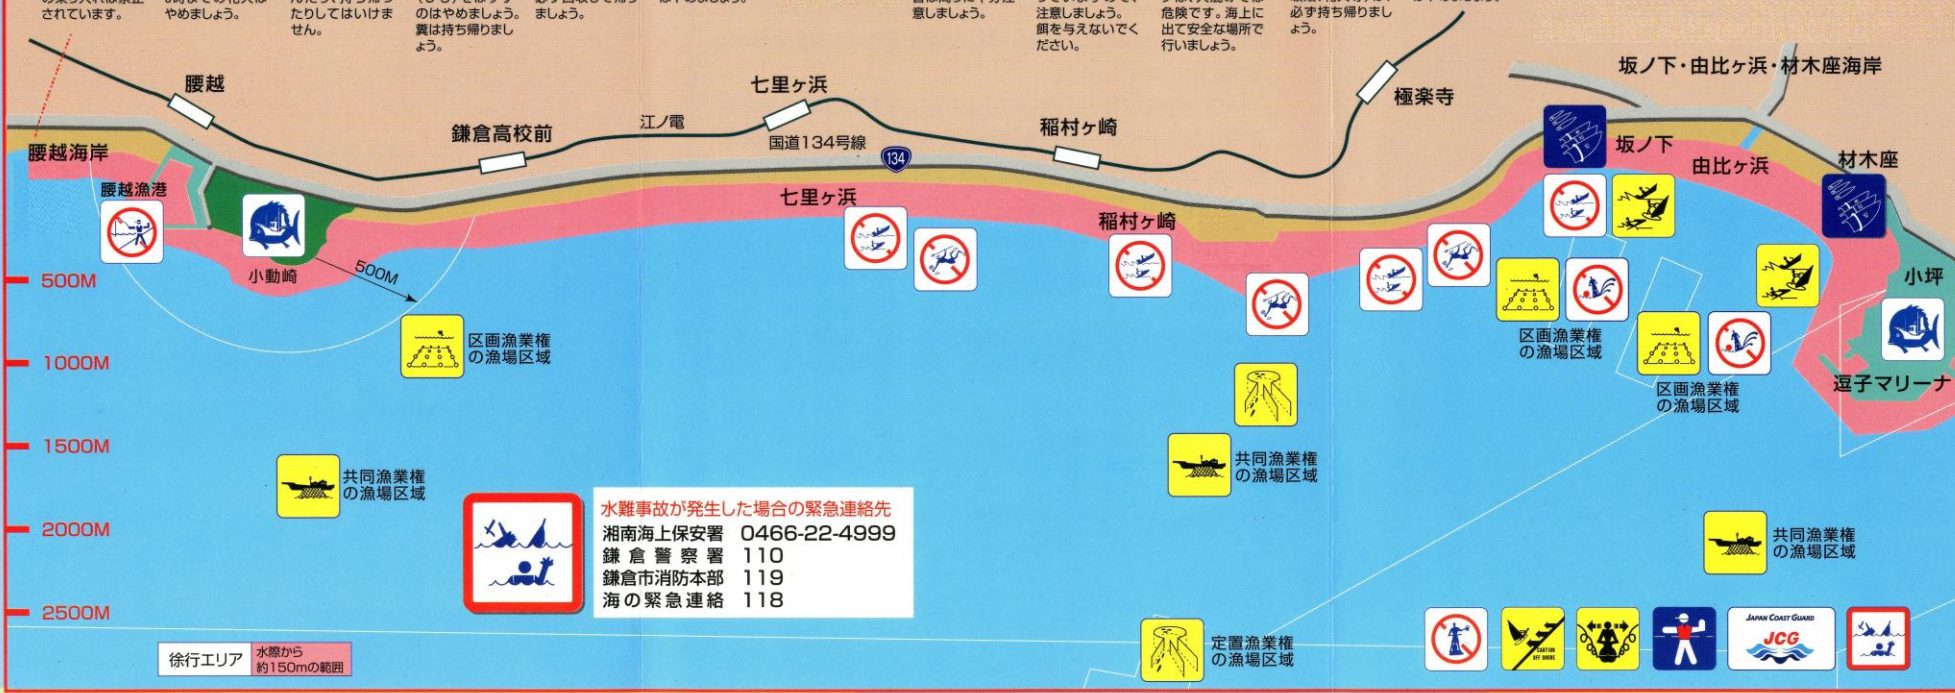 されています。
やめましょう。
たりしてはいけま
せん。
のはやめましょう。
糞は持ち帰りまし
ょう。
ましょう。
意しましょう。
注意しましょう。
餌を与えないでく
ださい。
危険です。海上に
出て安全な場所で
行いましょう。
必ず持ち帰りまし
ょう。
腰越
鎌倉高校前
江ノ電
七里ヶ浜
国道134号線
134
稲村ヶ崎
極楽寺
坂ノ下・由比ヶ浜・材木座海岸
腰越海岸
腰越漁港
小動崎
500M
七里ヶ浜
稲村ヶ崎
坂ノ下
由比ヶ浜
材木座
小坪
逗子マリーナ
500M
1000M
1500M
2000M
2500M
区画漁業権
の漁場区域
区画漁業権
の漁場区域
区画漁業権
の漁場区域
共同漁業権
の漁場区域
共同漁業権
の漁場区域
共同漁業権
の漁場区域
定置漁業権
の漁場区域
水難事故が発生した場合の緊急連絡先
湘南海上保安署 0466-22-4999
鎌倉警察署 110
鎌倉市消防本部 119
海の緊急連絡 118
徐行エリア
水際から
約150mの範囲
CAUTION
OFF SHORE
JAPAN COAST GUARD
JCG